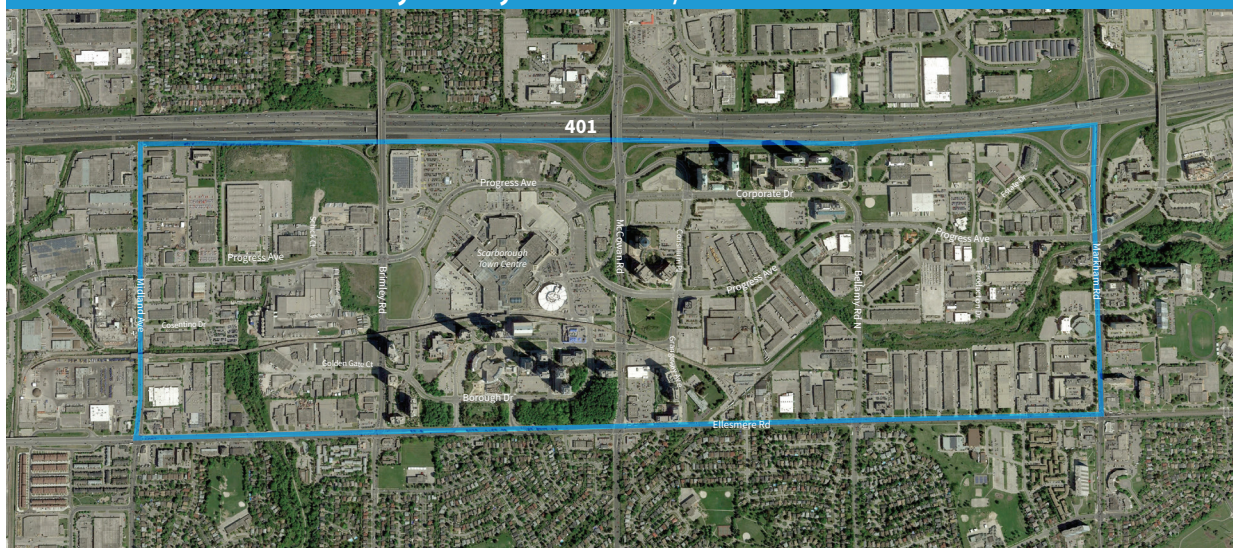 401
Progress Ave
Corporate Dr
Scarborough
Town Centre
McCowan Rd
Progress Ave
Progress Ave
Progress Ave
Brimley Rd
Midland Ave
Cosentino Dr
Golden Gate Ct
Borough Dr
Bellamy Rd N
Markham Rd
Ellesmere Rd